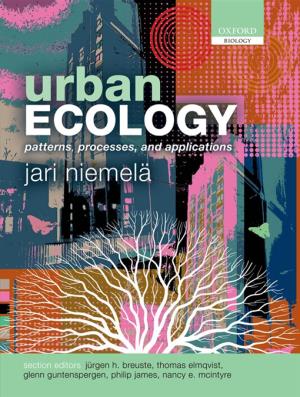 OXFORD
BIOLOGY
urban
ECOLOGY
patterns, processes, and applications
jari niemelä
section editors: jürgen h. breuste, thomas elmqvist,
glenn guntenspergen, philip james, nancy e. mcintyre